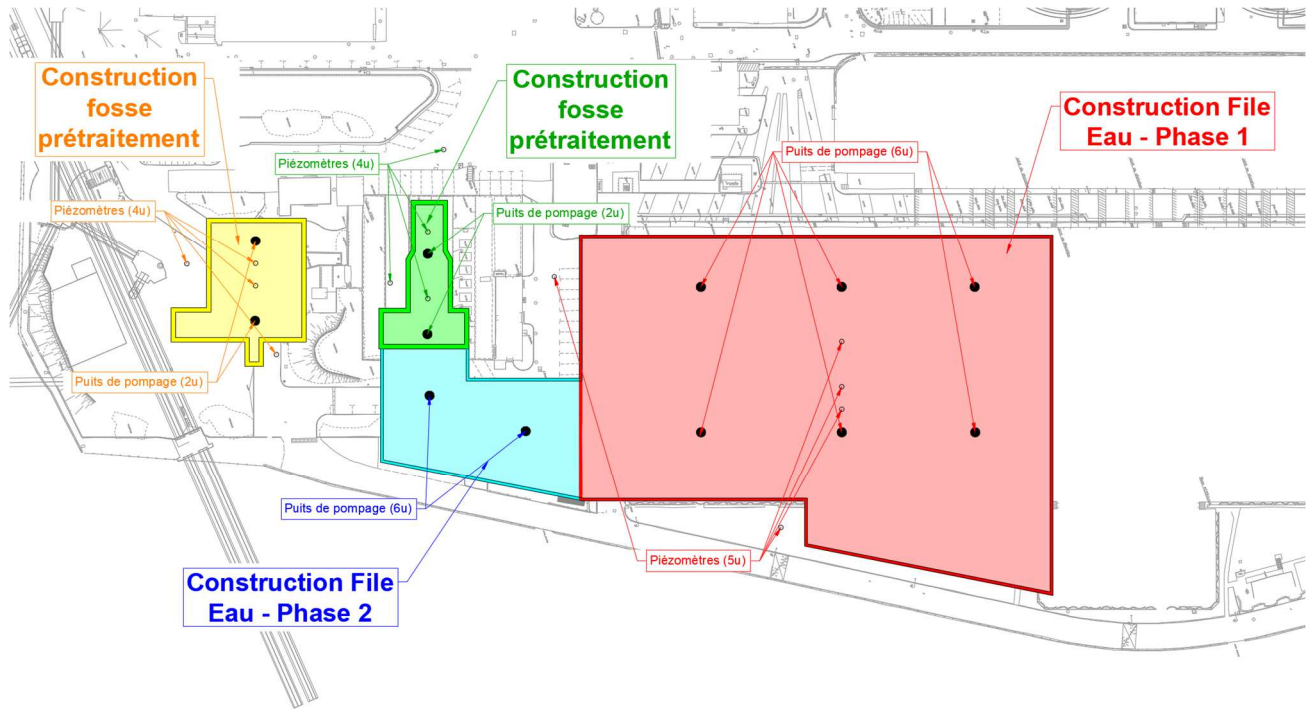 Construction
fosse
prétraitement
Construction
fosse
prétraitement
Construction File
Eau - Phase 1
Puits de pompage (6u)
Piézomètres (4u)
Piézomètres (4u)
Puits de pompage (2u)
Puits de pompage (2u)
Puits de pompage (6u)
Piézomètres (5u)
Construction File
Eau - Phase 2